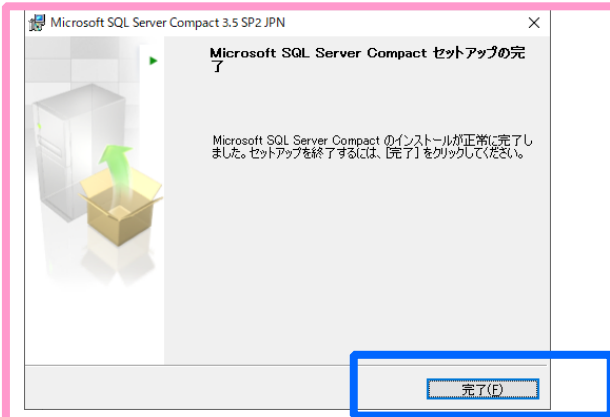 Microsoft SQL Server Compact 3.5 SP2 JPN
Microsoft SQL Server Compact セットアップの完
了
Microsoft SQL Server Compact のインストールが正常に完了し
ました。セットアップを終了するには、[完了] をクリックしてください。
完了(F)